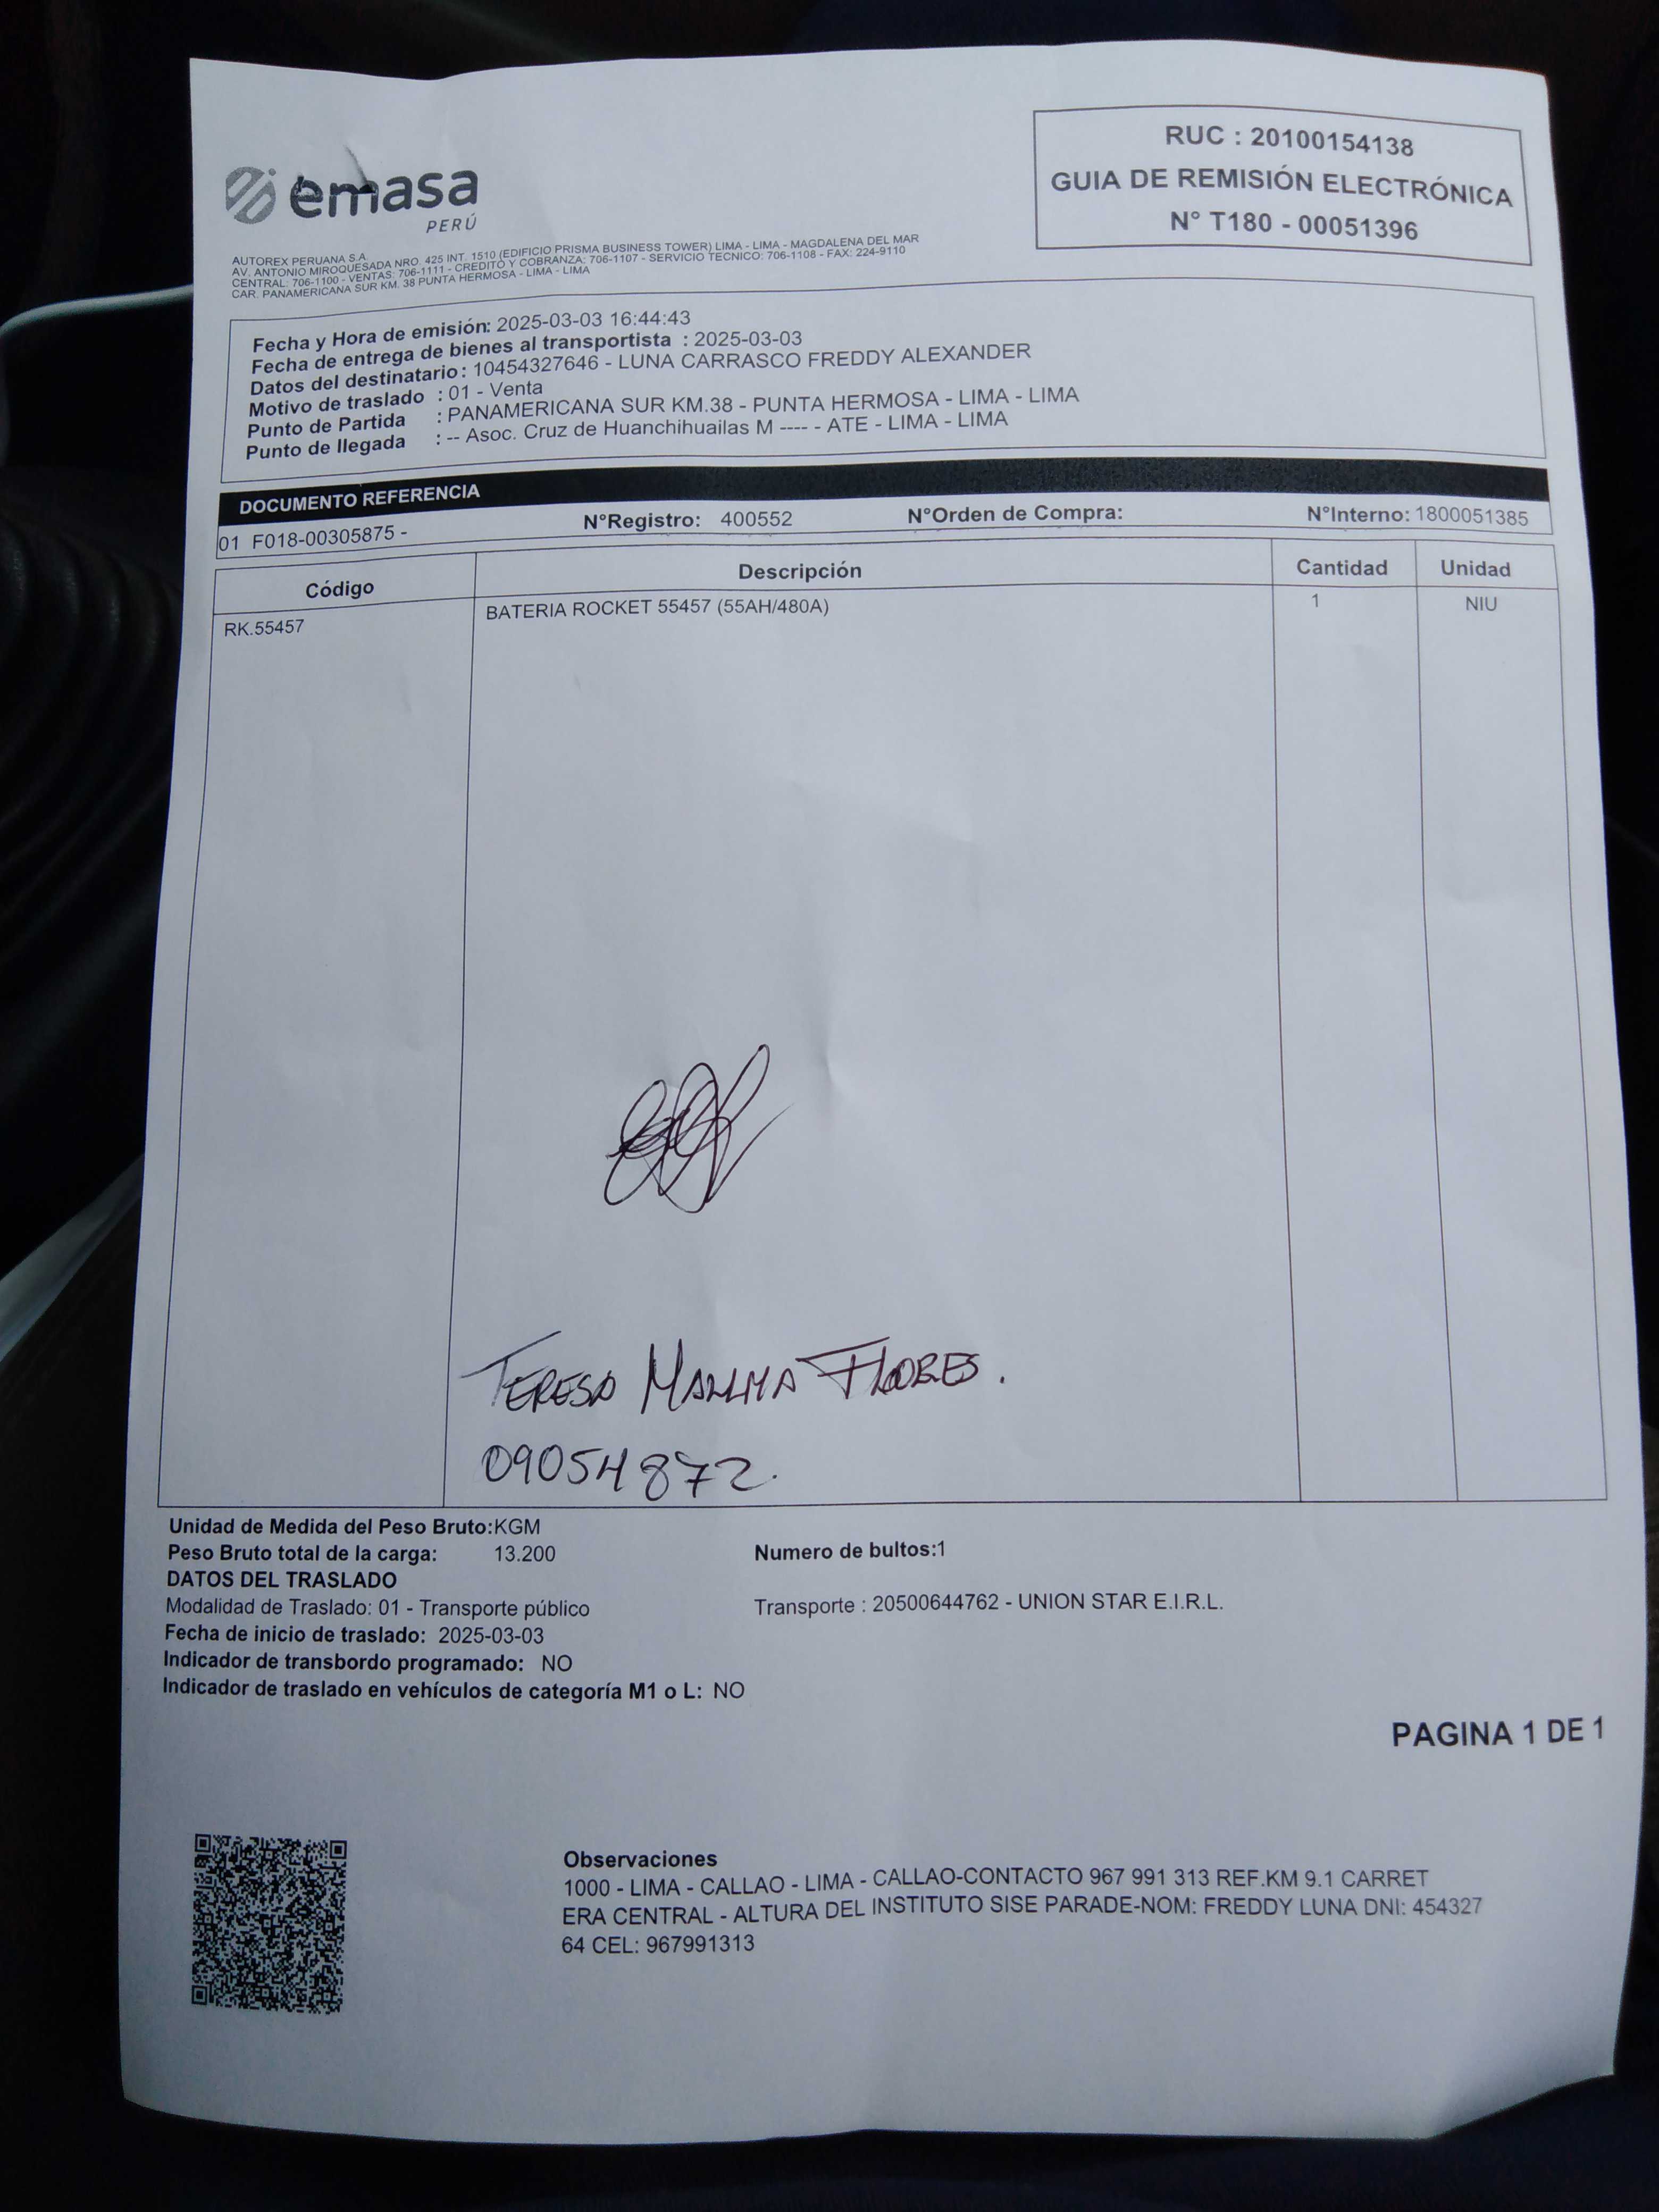 emasa
PERÚ
RUC : 20100154138
GUIA DE REMISIÓN ELECTRÓNICA
N° T180 - 00051396
AUTOREX PERUANA S.A.
AV. ANTONIO MIROQUESADA NRO. 425 INT. 1510 (EDIFICIO PRISMA BUSINESS TOWER) LIMA - LIMA - MAGDALENA DEL MAR
CENTRAL: 706-1100 - VENTAS: 706-1111 - CREDITO Y COBRANZA: 706-1107 - SERVICIO TECNICO: 706-1108 - FAX: 224-9110
CAR. PANAMERICANA SUR KM. 38 PUNTA HERMOSA - LIMA - LIMA
Fecha y Hora de emisión: 2025-03-03 16:44:43
Fecha de entrega de bienes al transportista : 2025-03-03
Datos del destinatario : 10454327646 - LUNA CARRASCO FREDDY ALEXANDER
Motivo de traslado : 01 - Venta
Punto de Partida : PANAMERICANA SUR KM.38 - PUNTA HERMOSA - LIMA - LIMA
Punto de llegada : -- Asoc. Cruz de Huanchihuailas M ---- - ATE - LIMA - LIMA
DOCUMENTO REFERENCIA
01 F018-00305875 - N°Registro: 400552 N°Orden de Compra: N°Interno: 1800051385
Código Descripción Cantidad Unidad
RK.55457 BATERIA ROCKET 55457 (55AH/480A) 1 NIU
TERESA MALLMA FLORES.
09054872.
Unidad de Medida del Peso Bruto:KGM
Peso Bruto total de la carga: 13.200 Numero de bultos:1
DATOS DEL TRASLADO
Modalidad de Traslado: 01 - Transporte público Transporte : 20500644762 - UNION STAR E.I.R.L.
Fecha de inicio de traslado: 2025-03-03
Indicador de transbordo programado: NO
Indicador de traslado en vehículos de categoría M1 o L: NO
PAGINA 1 DE 1
Observaciones
1000 - LIMA - CALLAO - LIMA - CALLAO-CONTACTO 967 991 313 REF.KM 9.1 CARRET
ERA CENTRAL - ALTURA DEL INSTITUTO SISE PARADE-NOM: FREDDY LUNA DNI: 454327
64 CEL: 967991313